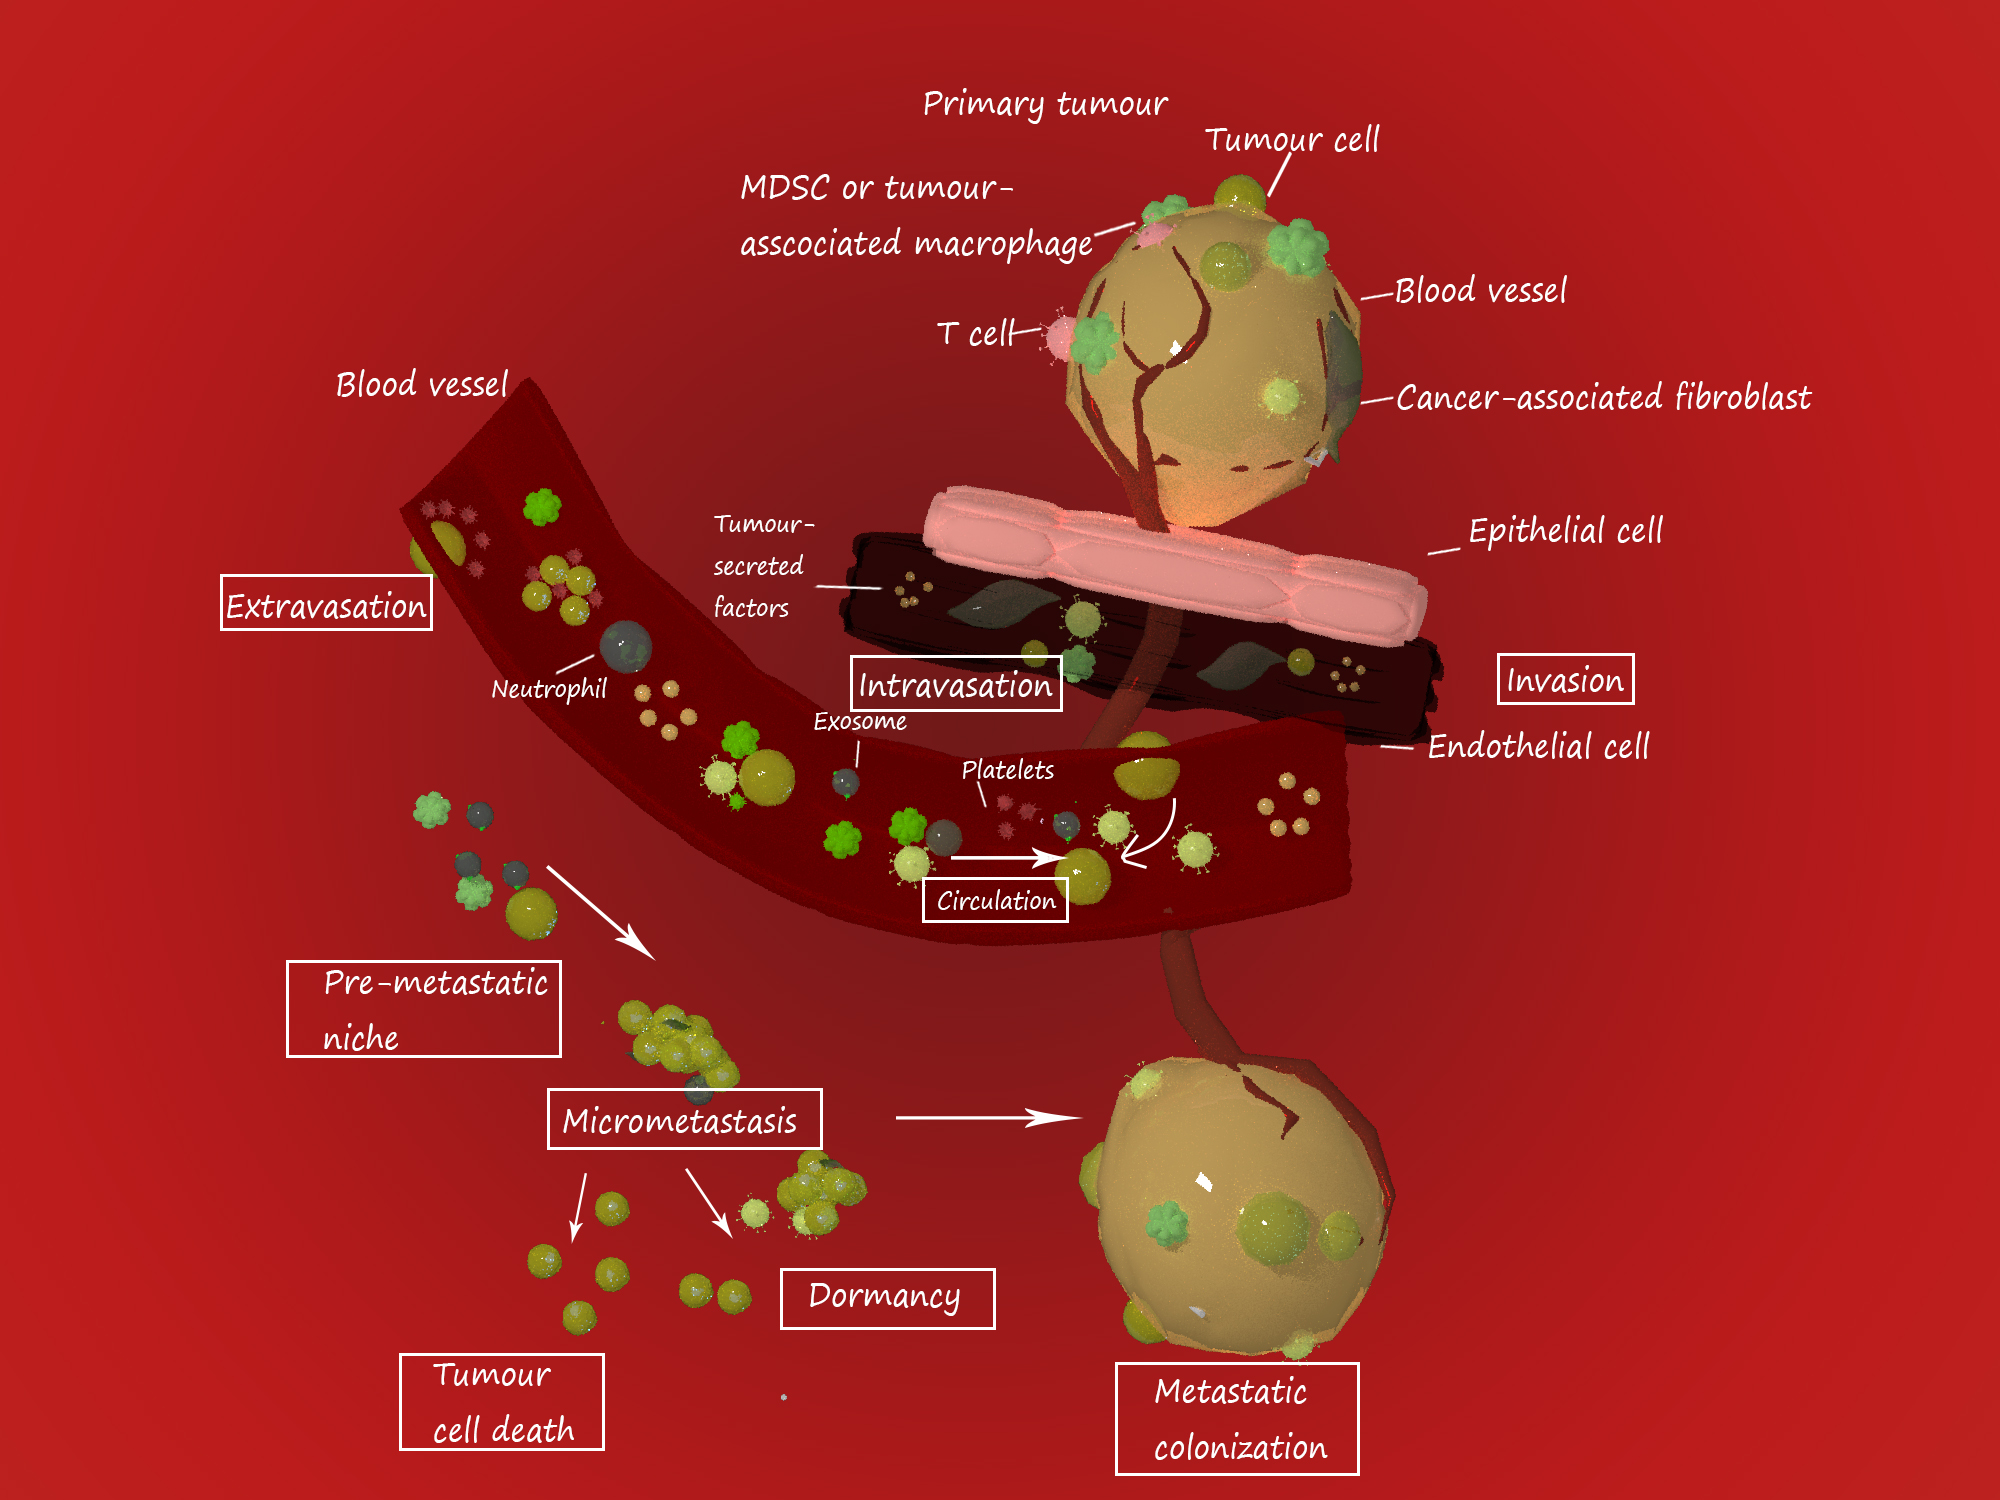 Primary tumour
Tumour cell
MDSC or tumour-
asscociated macrophage
Blood vessel
T cell
Blood vessel
Cancer-associated fibroblast
Tumour-
secreted
factors
Epithelial cell
Extravasation
Neutrophil
Intravasation
Invasion
Exosome
Endothelial cell
Platelets
Circulation
Pre-metastatic
niche
Micrometastasis
Dormancy
Tumour
cell death
Metastatic
colonization